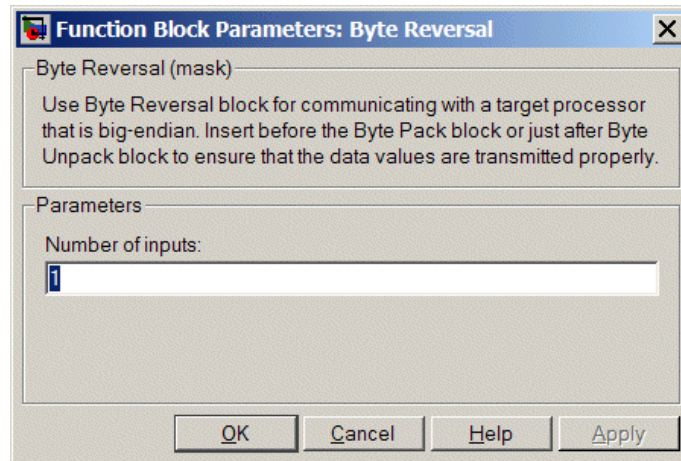 Function Block Parameters: Byte Reversal
Byte Reversal (mask)
Use Byte Reversal block for communicating with a target processor
that is big-endian. Insert before the Byte Pack block or just after Byte
Unpack block to ensure that the data values are transmitted properly.
Parameters
Number of inputs:
1
OK Cancel Help Apply